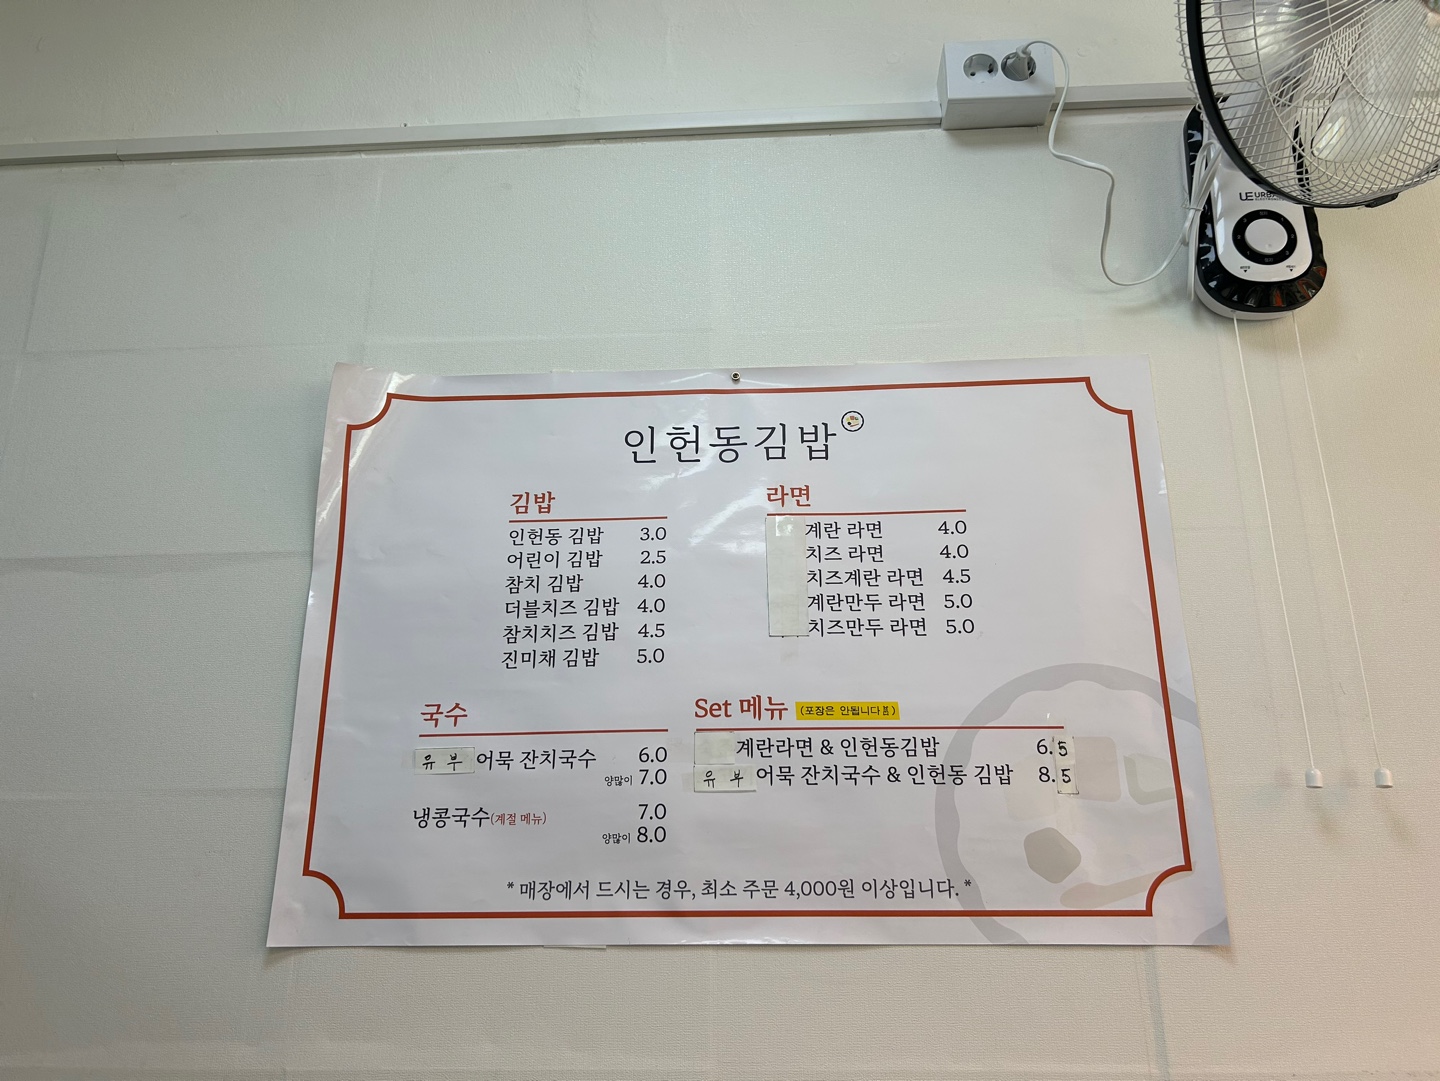 UE URBA
인헌동김밥
김밥
인헌동 김밥 3.0
어린이 김밥 2.5
참치 김밥 4.0
더블치즈 김밥 4.0
참치치즈 김밥 4.5
진미채 김밥 5.0
라면
계란 라면 4.0
치즈 라면 4.0
치즈계란 라면 4.5
계란만두 라면 5.0
치즈만두 라면 5.0
국수
유부 어묵 잔치국수 6.0
양많이 7.0
냉콩국수(계절 메뉴) 7.0
양많이 8.0
Set 메뉴 (포장은 안됩니다)
계란라면 & 인헌동김밥 6.5
유부 어묵 잔치국수 & 인헌동 김밥 8.5
* 매장에서 드시는 경우, 최소 주문 4,000원 이상입니다. *